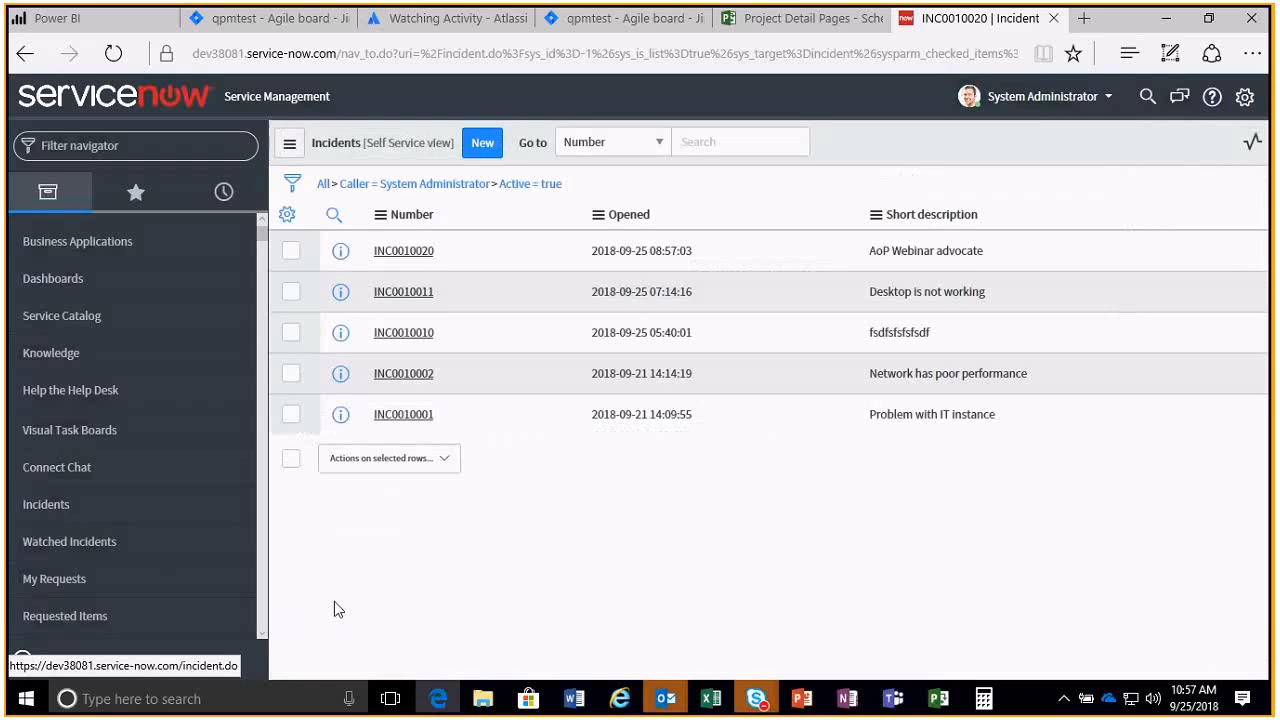 Power BI
qpmtest - Agile board - Ji
Watching Activity - Atlassi
qpmtest - Agile board - Ji
Project Detail Pages - Sche
now INC0010020 | Incident
dev38081.service-now.com/nav_to.do?uri=%2Fincident.do%3Fsys_id%3D-1%26sys_is_list%3Dtrue%26sys_target%3Dincident%26sysparm_checked_items%3
servicenow Service Management
System Administrator
Filter navigator
Incidents [Self Service view] New Go to Number Search
All > Caller = System Administrator > Active = true
Number Opened Short description
INC0010020 2018-09-25 08:57:03 AoP Webinar advocate
INC0010011 2018-09-25 07:14:16 Desktop is not working
INC0010010 2018-09-25 05:40:01 fsdfsfsfsfsdf
INC0010002 2018-09-21 14:14:19 Network has poor performance
INC0010001 2018-09-21 14:09:55 Problem with IT instance
Actions on selected rows...
Business Applications
Dashboards
Service Catalog
Knowledge
Help the Help Desk
Visual Task Boards
Connect Chat
Incidents
Watched Incidents
My Requests
Requested Items
https://dev38081.service-now.com/incident.do
Type here to search
10:57 AM
9/25/2018